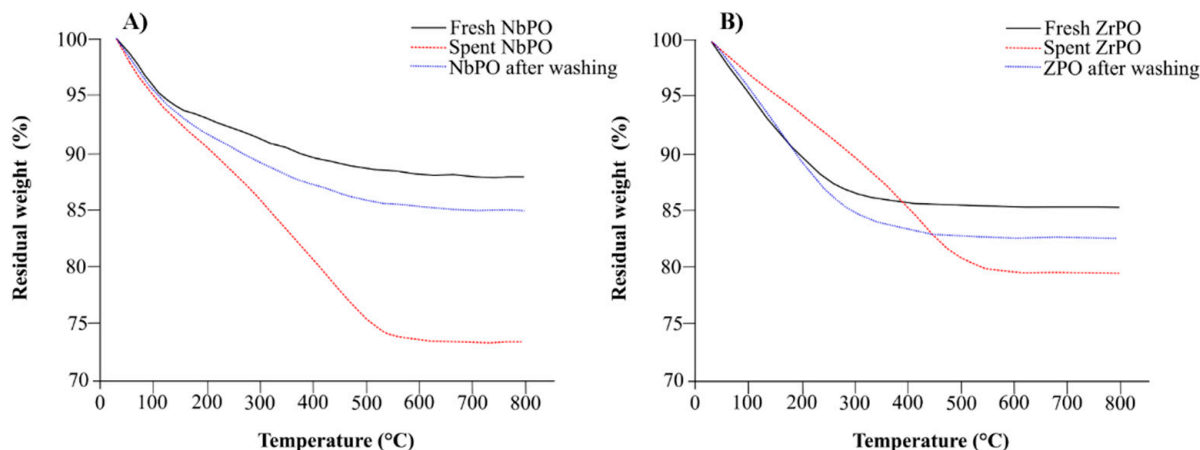 A)
Fresh NbPO
Spent NbPO
NbPO after washing
100
95
90
85
80
75
70
0 100 200 300 400 500 600 700 800
Residual weight (%)
Temperature (°C)
B)
Fresh ZrPO
Spent ZrPO
ZPO after washing
100
95
90
85
80
75
70
0 100 200 300 400 500 600 700 800
Residual weight (%)
Temperature (°C)